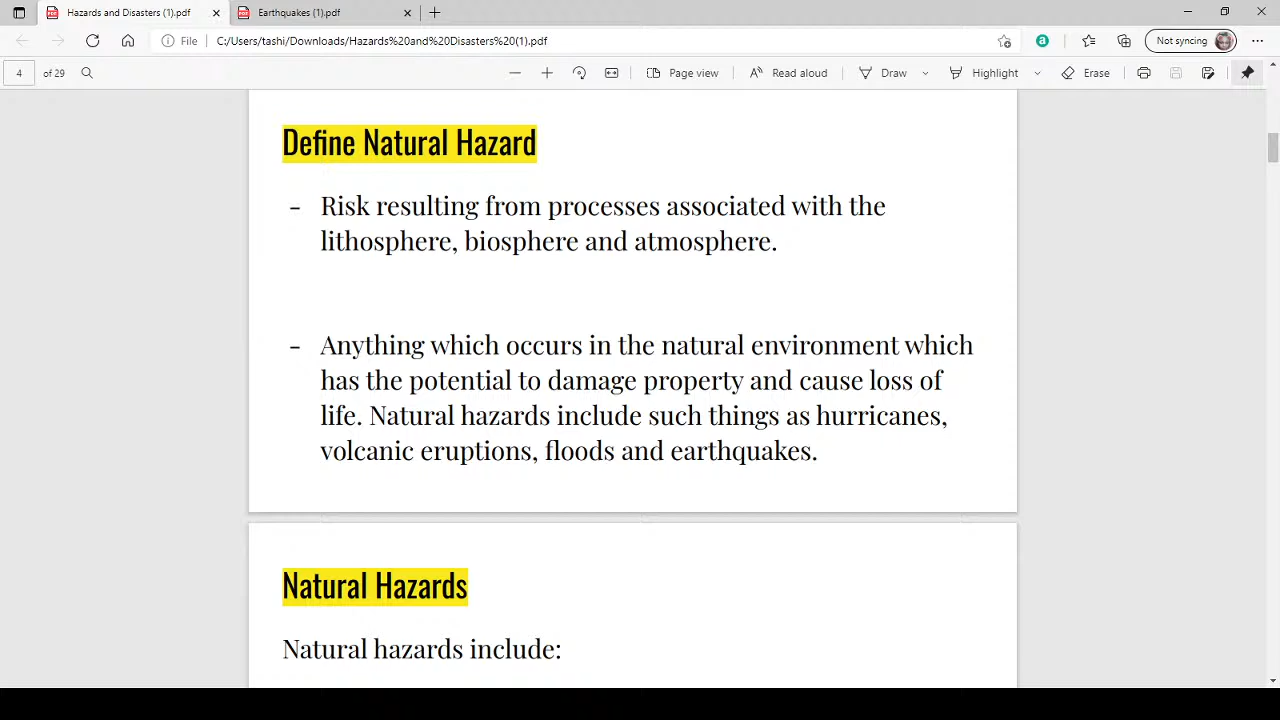 Hazards and Disasters (1).pdf
Earthquakes (1).pdf
File
C:/Users/tashi/Downloads/Hazards%20and%20Disasters%20(1).pdf
Not syncing
4 of 29
Page view
Read aloud
Draw
Highlight
Erase
Define Natural Hazard
- Risk resulting from processes associated with the
lithosphere, biosphere and atmosphere.
- Anything which occurs in the natural environment which
has the potential to damage property and cause loss of
life. Natural hazards include such things as hurricanes,
volcanic eruptions, floods and earthquakes.
Natural Hazards
Natural hazards include: